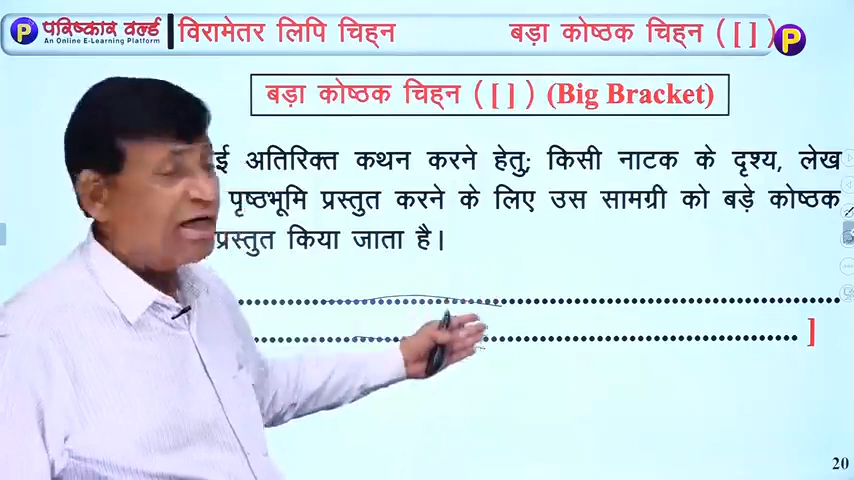 परिष्कार वर्ल्ड
An Online E-Learning Platform
विरामेतर लिपि चिह्न
बड़ा कोष्ठक चिह्न ( [ ] )
P
P
बड़ा कोष्ठक चिह्न ( [ ] ) (Big Bracket)
ई अतिरिक्त कथन करने हेतु; किसी नाटक के दृश्य, लेख
पृष्ठभूमि प्रस्तुत करने के लिए उस सामग्री को बड़े कोष्ठक
प्रस्तुत किया जाता है।
]
20